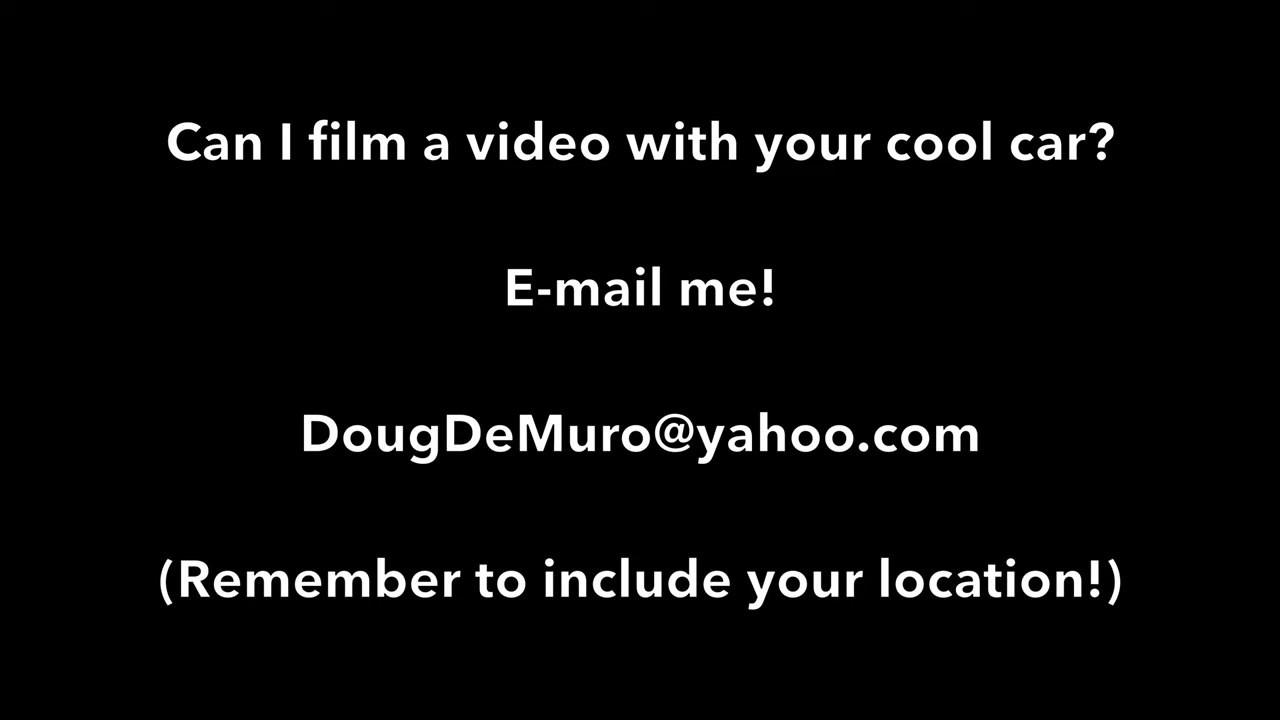 Can I film a video with your cool car?
E-mail me!
DougDeMuro@yahoo.com
(Remember to include your location!)